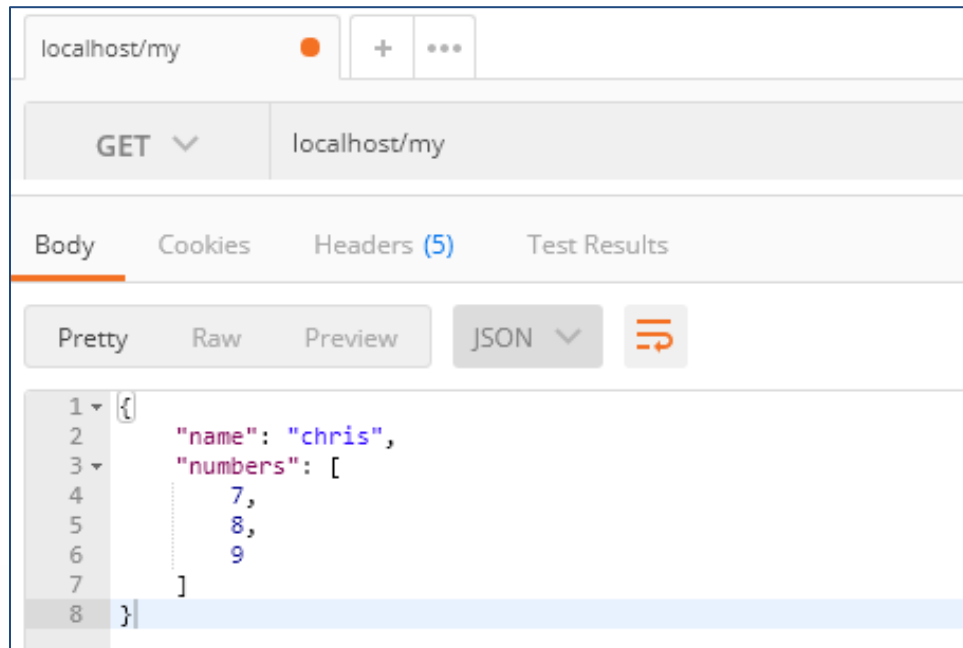 localhost/my + •••
GET localhost/my
Body Cookies Headers (5) Test Results
Pretty Raw Preview JSON
1 {
2 "name": "chris",
3 "numbers": [
4 7,
5 8,
6 9
7 ]
8 }